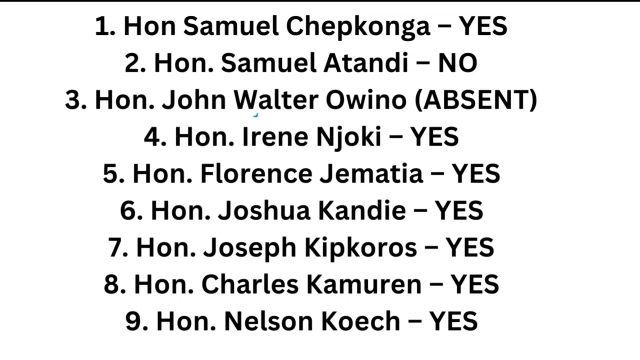 1. Hon Samuel Chepkonga – YES
2. Hon. Samuel Atandi – NO
3. Hon. John Walter Owino (ABSENT)
4. Hon. Irene Njoki – YES
5. Hon. Florence Jematia – YES
6. Hon. Joshua Kandie – YES
7. Hon. Joseph Kipkoros – YES
8. Hon. Charles Kamuren – YES
9. Hon. Nelson Koech – YES